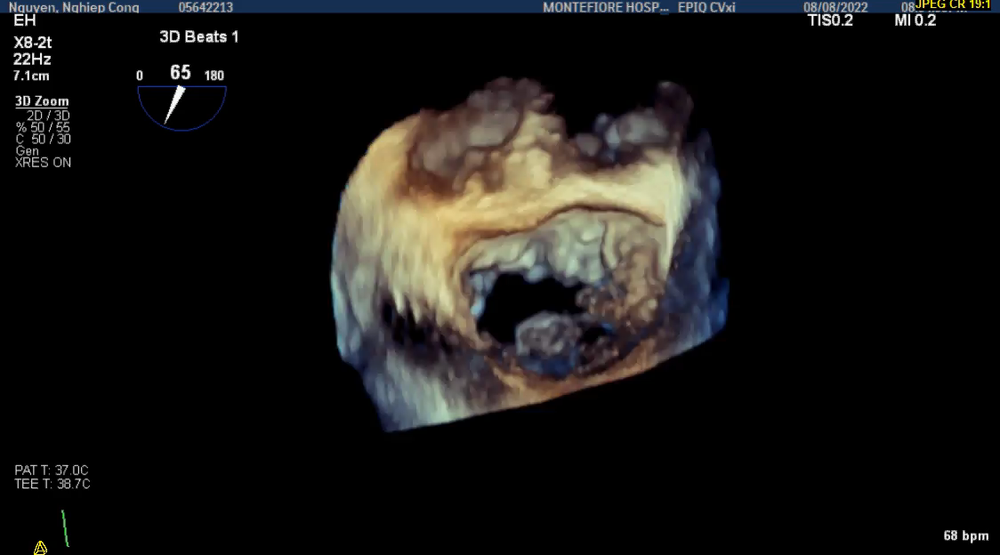 Nguyen, Nghiep Cong 05642213 MONTEFIORE HOSP... EPIQ CVxi 08/08/2022
JPEG CR 19:1
EH TIS0.2 MI 0.2
X8-2t
22Hz
7.1cm
3D Beats 1
0 65 180
3D Zoom
2D / 3D
% 50 / 55
C 50 / 30
Gen
XRES ON
PAT T: 37.0C
TEE T: 38.7C
68 bpm